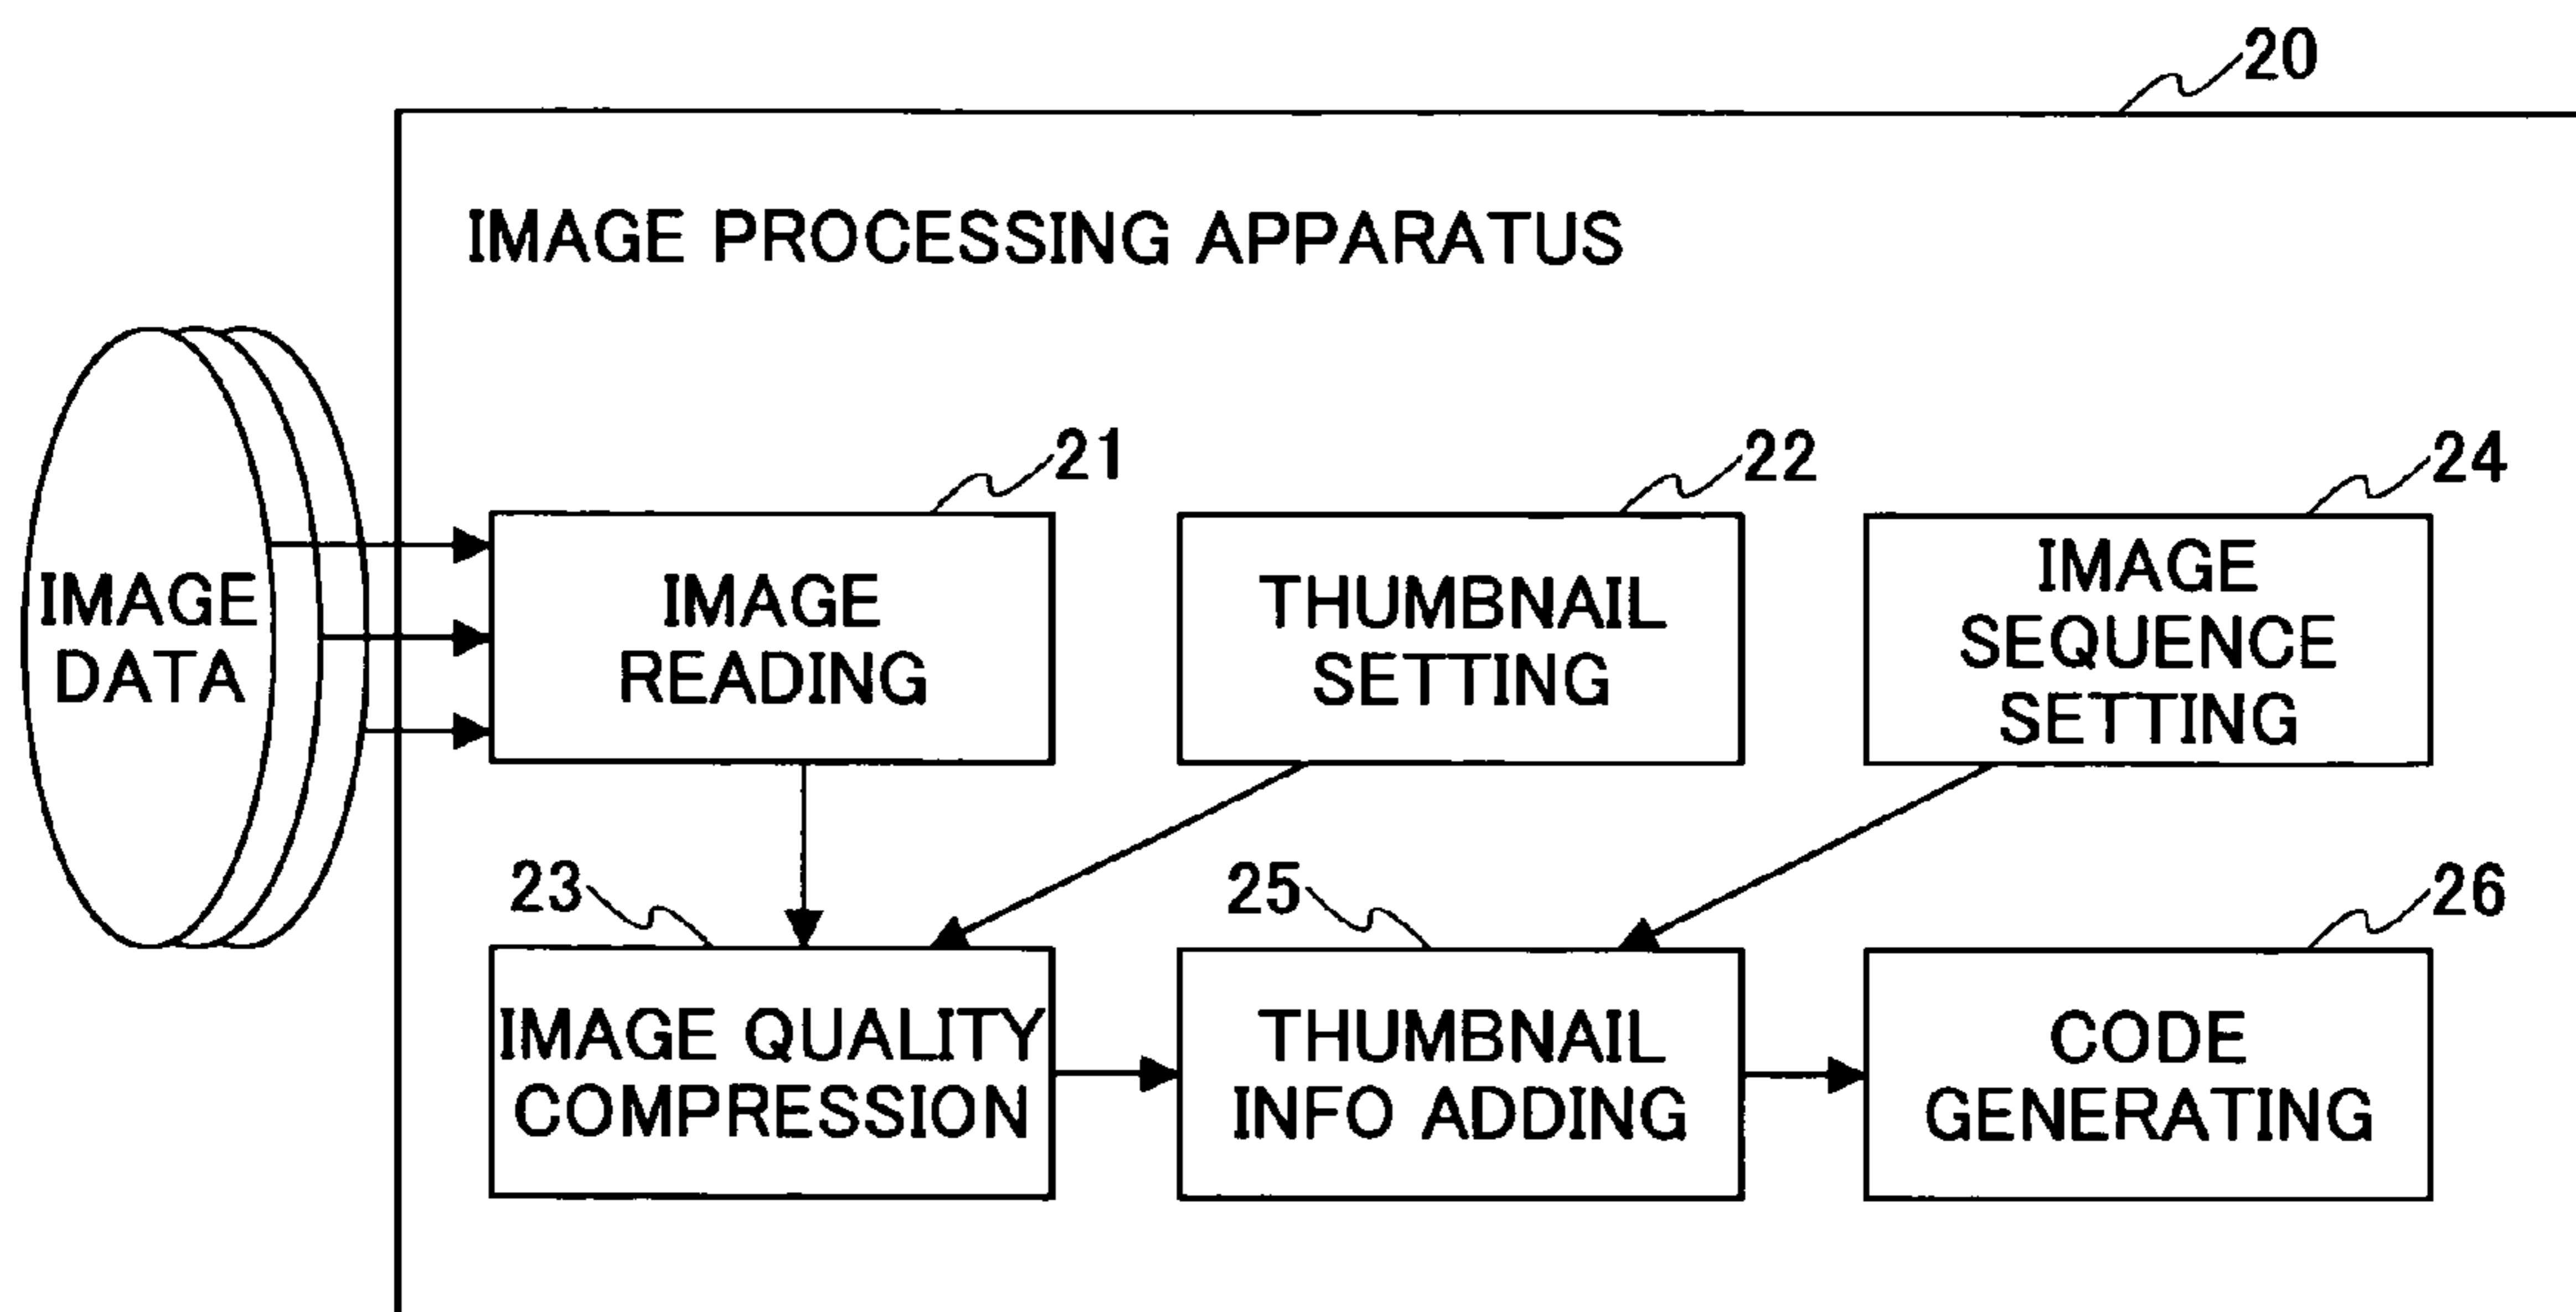 20
IMAGE PROCESSING APPARATUS
IMAGE
DATA
21
IMAGE
READING
22
THUMBNAIL
SETTING
24
IMAGE
SEQUENCE
SETTING
23
IMAGE QUALITY
COMPRESSION
25
THUMBNAIL
INFO ADDING
26
CODE
GENERATING